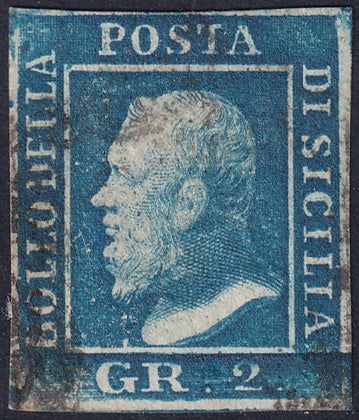 BOLLO DELLA
POSTA
DI SICILIA
GR. 2.